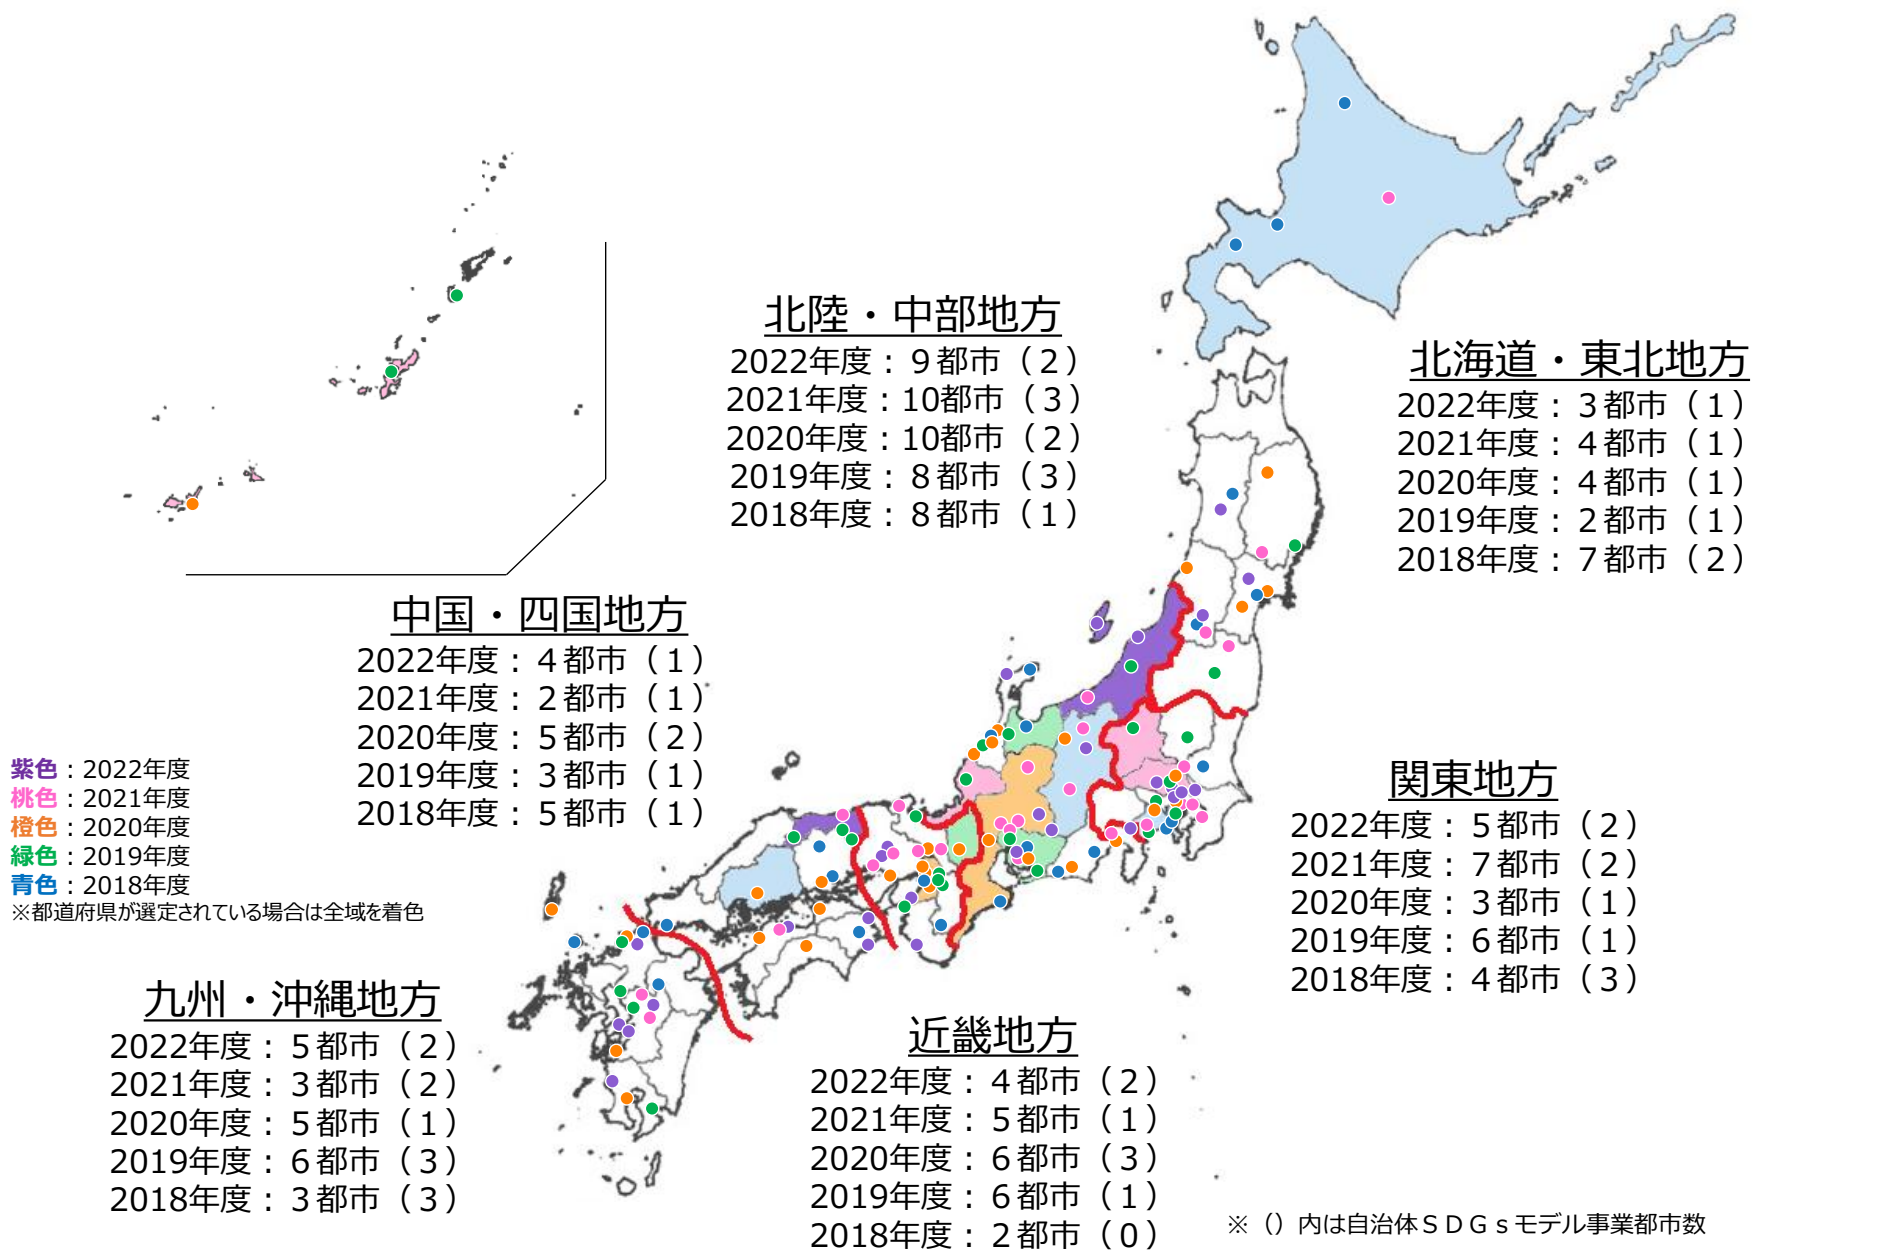 北陸・中部地方
2022年度：９都市（２）
2021年度：10都市（３）
2020年度：10都市（２）
2019年度：８都市（３）
2018年度：８都市（１）
北海道・東北地方
2022年度：３都市（１）
2021年度：４都市（１）
2020年度：４都市（１）
2019年度：２都市（１）
2018年度：７都市（２）
中国・四国地方
2022年度：４都市（１）
2021年度：２都市（１）
2020年度：５都市（２）
2019年度：３都市（１）
2018年度：５都市（１）
紫色：2022年度
桃色：2021年度
橙色：2020年度
緑色：2019年度
青色：2018年度
※都道府県が選定されている場合は全域を着色
関東地方
2022年度：５都市（２）
2021年度：７都市（２）
2020年度：３都市（１）
2019年度：６都市（１）
2018年度：４都市（３）
九州・沖縄地方
2022年度：５都市（２）
2021年度：３都市（２）
2020年度：５都市（１）
2019年度：６都市（３）
2018年度：３都市（３）
近畿地方
2022年度：４都市（２）
2021年度：５都市（１）
2020年度：６都市（３）
2019年度：６都市（１）
2018年度：２都市（０）
※（）内は自治体ＳＤＧｓモデル事業都市数